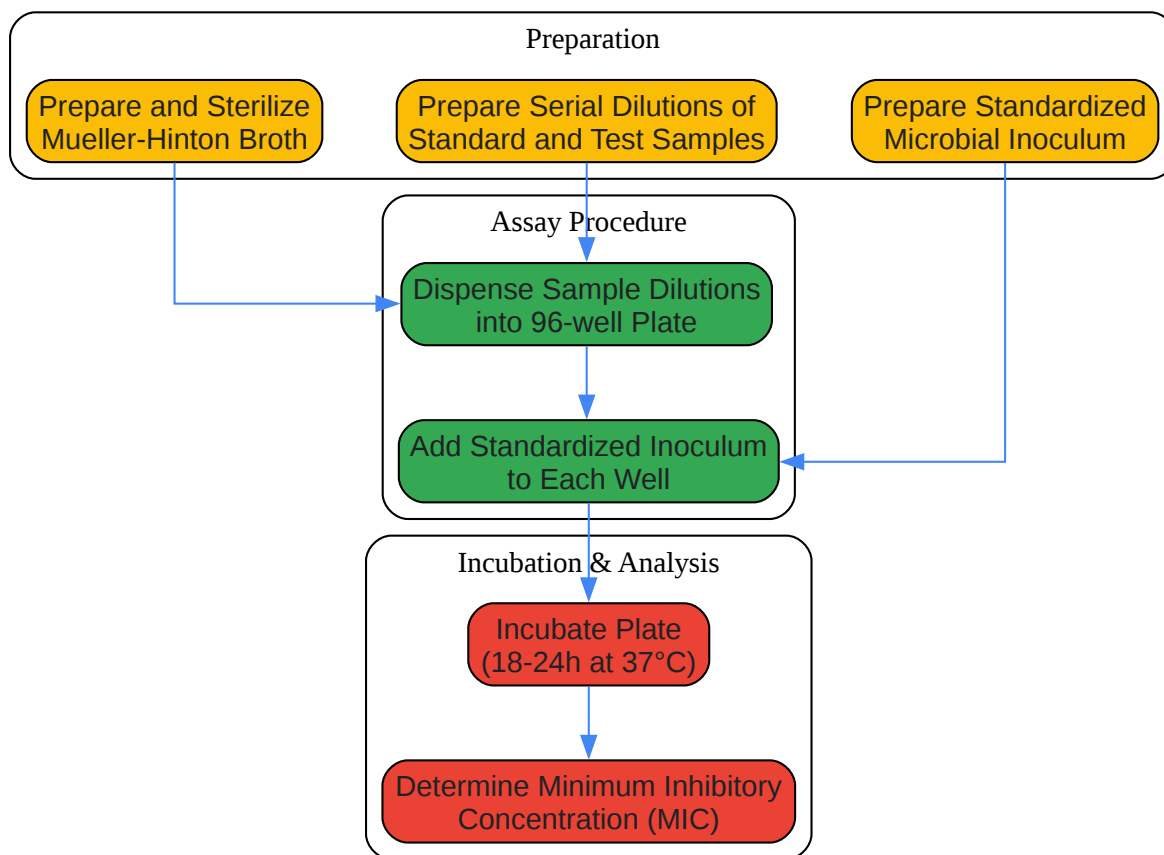 Preparation
Prepare and Sterilize
Mueller-Hinton Broth
Prepare Serial Dilutions of
Standard and Test Samples
Prepare Standardized
Microbial Inoculum
Assay Procedure
Dispense Sample Dilutions
into 96-well Plate
Add Standardized Inoculum
to Each Well
Incubation & Analysis
Incubate Plate
(18-24h at 37°C)
Determine Minimum Inhibitory
Concentration (MIC)